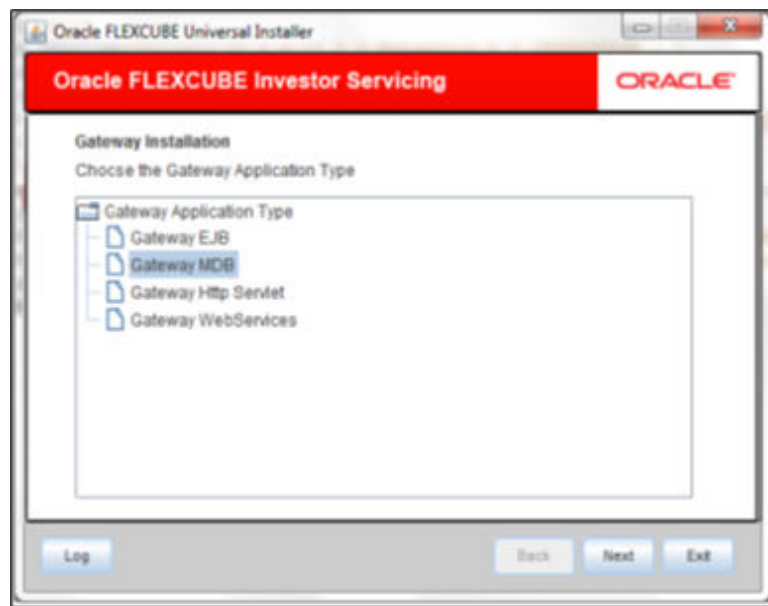 Oracle FLEXCUBE Universal Installer
Oracle FLEXCUBE Investor Servicing
ORACLE
Gateway Installation
Choose the Gateway Application Type
Gateway Application Type
Gateway EJB
Gateway MDB
Gateway Http Servlet
Gateway WebServices
Log
Back
Next
Exit